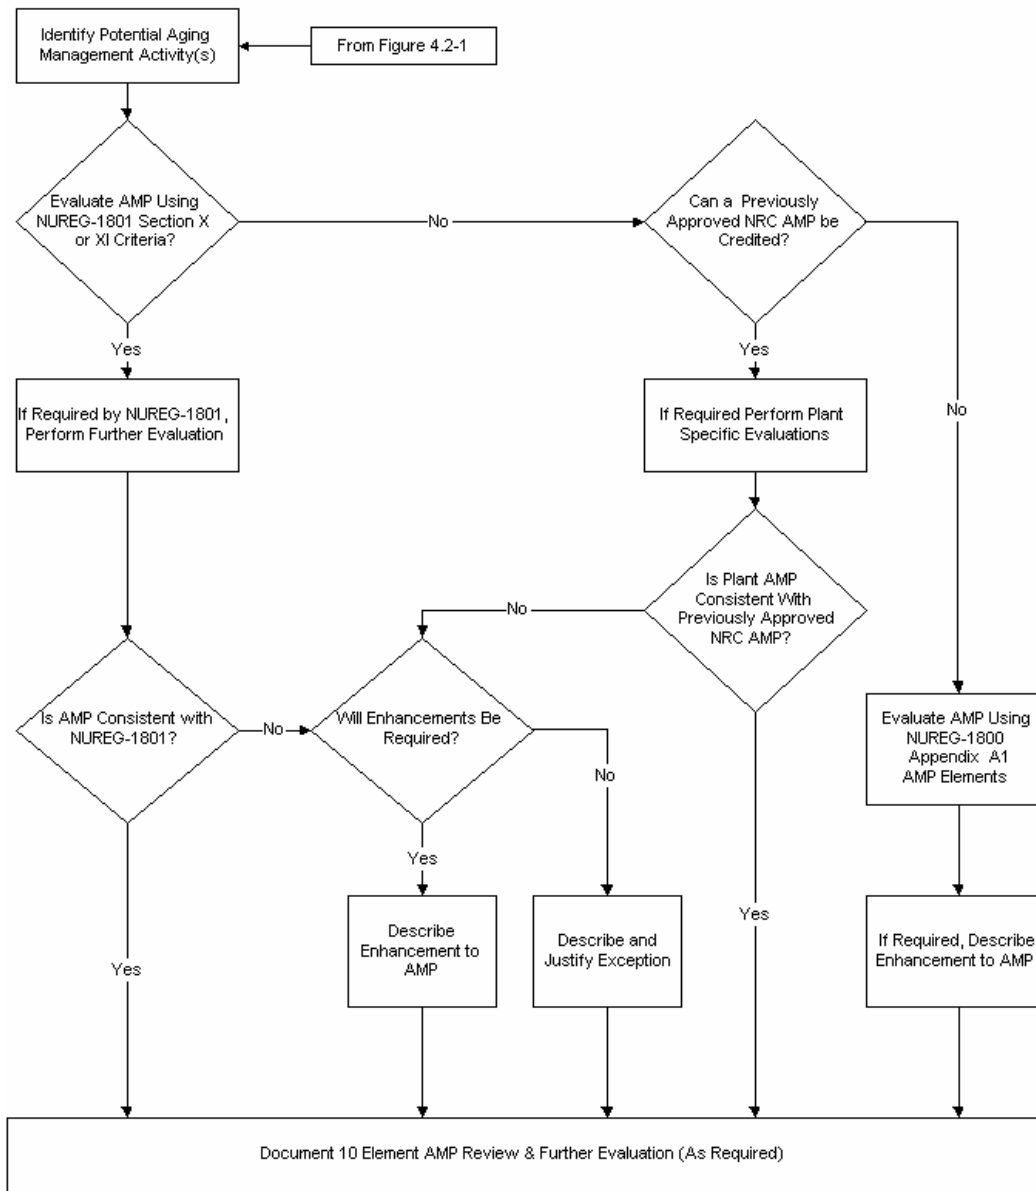 Identify Potential Aging
Management Activity(s)
From Figure 4.2-1
Evaluate AMP Using
NUREG-1801 Section X
or XI Criteria?
No
Can a Previously
Approved NRC AMP be
Credited?
Yes
Yes
No
If Required by NUREG-1801,
Perform Further Evaluation
If Required Perform Plant
Specific Evaluations
Is Plant AMP
Consistent With
Previously Approved
NRC AMP?
No
Is AMP Consistent with
NUREG-1801?
No
Will Enhancements Be
Required?
No
Evaluate AMP Using
NUREG-1800
Appendix A1
AMP Elements
Yes
Yes
Yes
Describe
Enhancement to
AMP
Describe and
Justify Exception
If Required, Describe
Enhancement to AMP
Document 10 Element AMP Review & Further Evaluation (As Required)